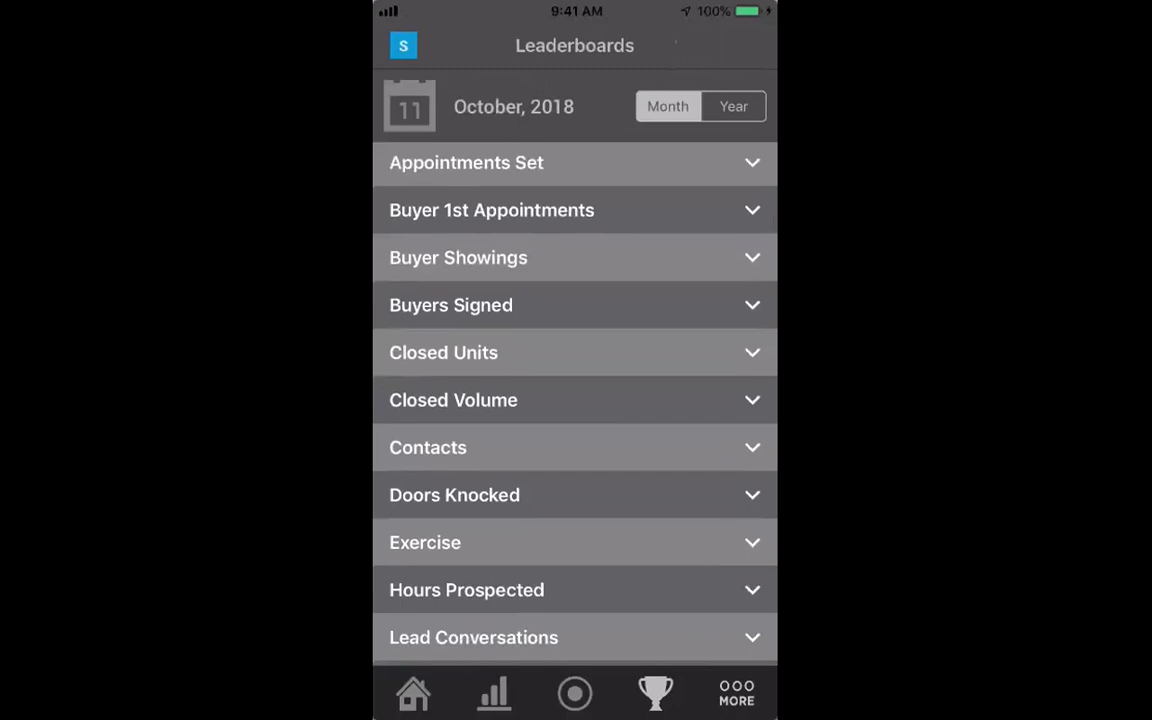 9:41 AM
100%
S
Leaderboards
11
October, 2018
Month
Year
Appointments Set
Buyer 1st Appointments
Buyer Showings
Buyers Signed
Closed Units
Closed Volume
Contacts
Doors Knocked
Exercise
Hours Prospected
Lead Conversations
MORE